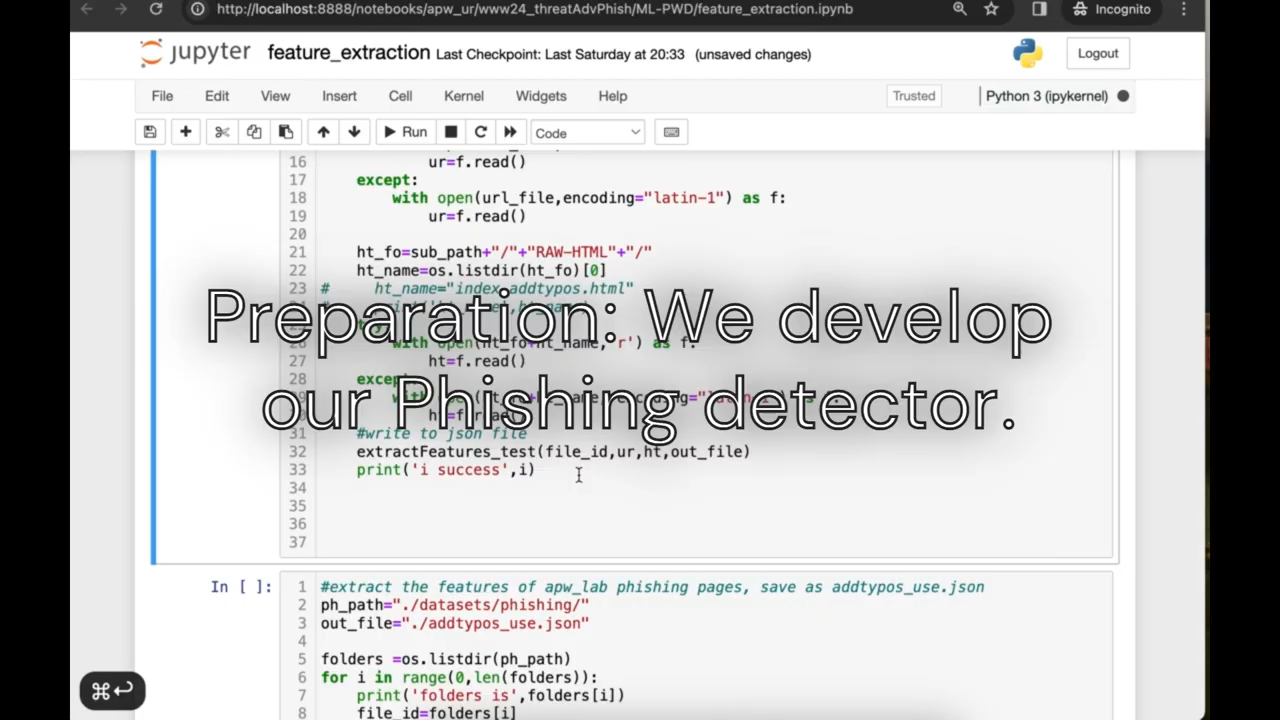 http://localhost:8888/notebooks/apw_ur/www24_threatAdvPhish/ML-PWD/feature_extraction.ipynb
Incognito
jupyter feature_extraction Last Checkpoint: Last Saturday at 20:33 (unsaved changes)
Logout
File Edit View Insert Cell Kernel Widgets Help
Trusted
Python 3 (ipykernel)
Run
Code
16 ur=f.read()
17 except:
18 with open(url_file,encoding="latin-1") as f:
19 ur=f.read()
20
21 ht_fo=sub_path+"/"+"RAW-HTML"+"/"
22 ht_name=os.listdir(ht_fo)[0]
23 # ht_name="index_addtypos.html"
Preparation: We develop
27 ht=f.read()
28
our Phishing detector.
31 #write to json file
32 extractFeatures_test(file_id,ur,ht,out_file)
33 print('i success',i)
34
35
36
37
In [ ]:
1 #extract the features of apw_lab phishing pages, save as addtypos_use.json
2 ph_path="./datasets/phishing/"
3 out_file="./addtypos_use.json"
4
5 folders =os.listdir(ph_path)
6 for i in range(0,len(folders)):
7 print('folders is',folders[i])
8 file_id=folders[i]
⌘↩